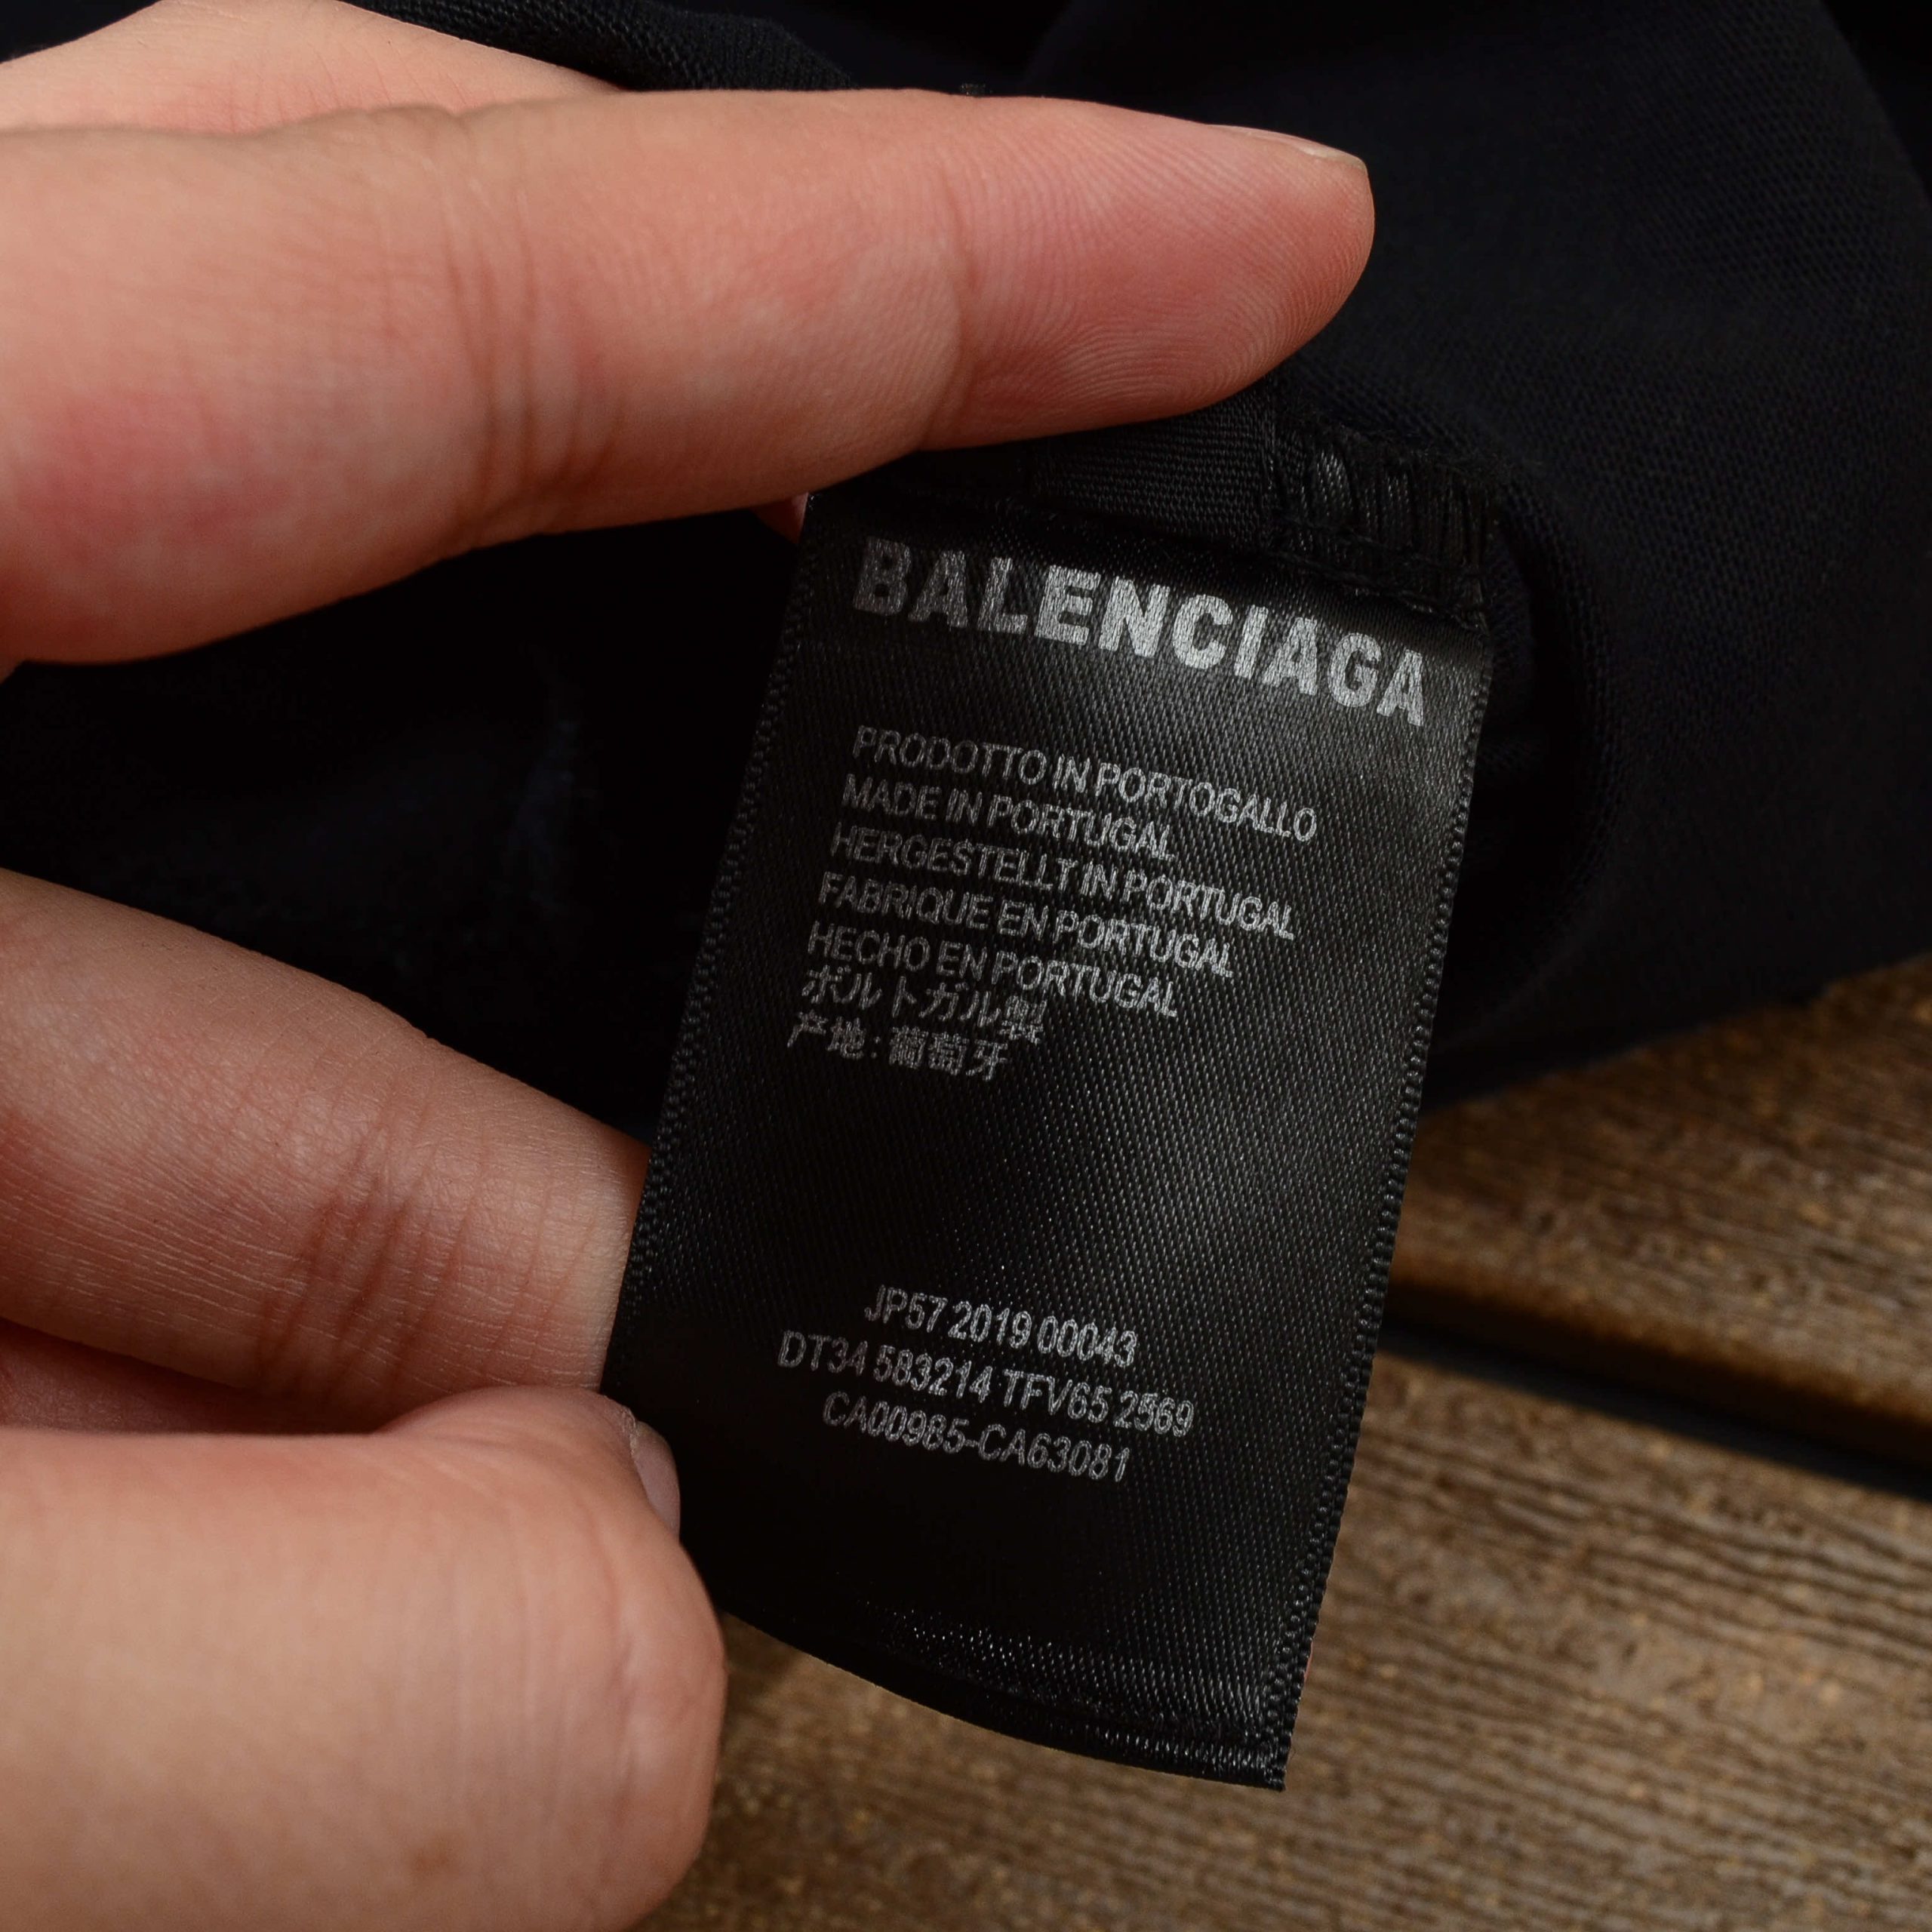 BALENCIAGA
PRODOTTO IN PORTOGALLO
MADE IN PORTUGAL
HERGESTELLT IN PORTUGAL
FABRIQUE EN PORTUGAL
HECHO EN PORTUGAL
ポルトガル製
产地:葡萄牙
JP57 2019 00043
DT34 583214 TFV65 2569
CA00985-CA63081